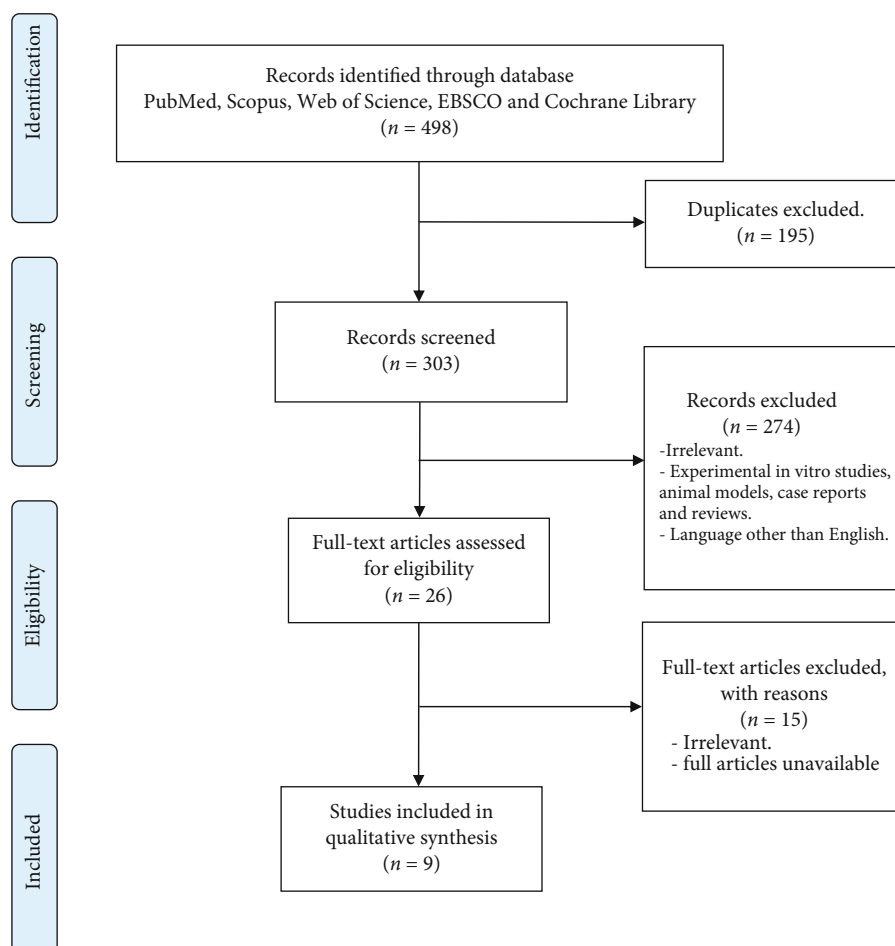 Identification
Records identified through database
PubMed, Scopus, Web of Science, EBSCO and Cochrane Library
(n = 498)
Duplicates excluded.
(n = 195)
Screening
Records screened
(n = 303)
Records excluded
(n = 274)
-Irrelevant.
- Experimental in vitro studies,
animal models, case reports
and reviews.
- Language other than English.
Eligibility
Full-text articles assessed
for eligibility
(n = 26)
Full-text articles excluded,
with reasons
(n = 15)
- Irrelevant.
- full articles unavailable
Included
Studies included in
qualitative synthesis
(n = 9)